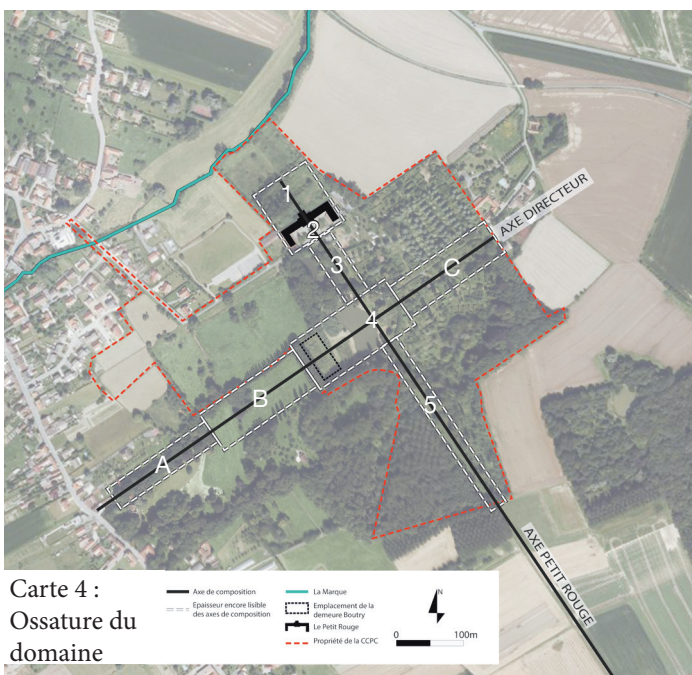 1
2
3
4
5
A
B
C
AXE DIRECTEUR
AXE PETIT ROUGE
Carte 4 :
Ossature du
domaine
Axe de composition
Epaisseur encore lisible
des axes de composition
La Marque
Emplacement de la
demeure Boutry
Le Petit Rouge
Propriété de la CCPC
N
0 100m